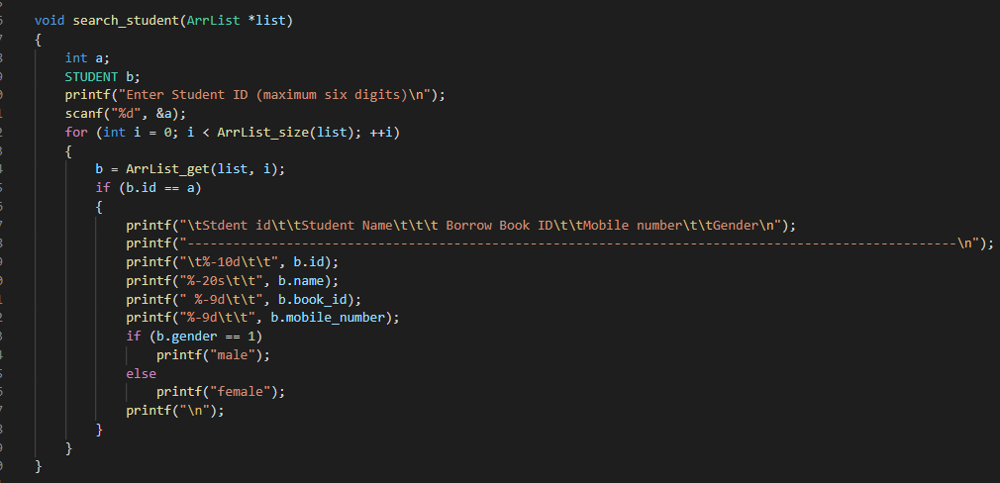 void search_student(ArrList *list)
{
    int a;
    STUDENT b;
    printf("Enter Student ID (maximum six digits)\n");
    scanf("%d", &a);
    for (int i = 0; i < ArrList_size(list); ++i)
    {
        b = ArrList_get(list, i);
        if (b.id == a)
        {
            printf("\tStdent id\t\tStudent Name\t\t\t Borrow Book ID\t\tMobile number\t\tGender\n");
            printf("-----------------------------------------------------------------------------------------------------\n");
            printf("\t%-10d\t\t", b.id);
            printf("%-20s\t\t", b.name);
            printf(" %-9d\t\t", b.book_id);
            printf("%-9d\t\t", b.mobile_number);
            if (b.gender == 1)
                printf("male");
            else
                printf("female");
            printf("\n");
        }
    }
}